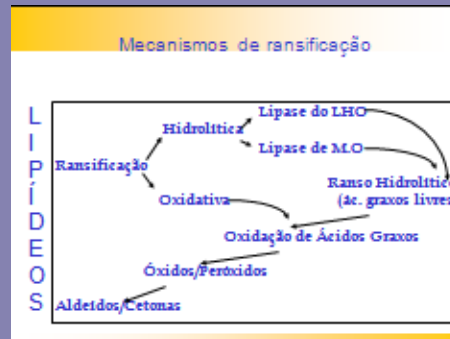 Mecanismos de ransificação
LIPÍDEOS
Lipase do LHO
Hidrolítica
Lipase de M.O
Ransificação
Ranso Hidrolítico
(ác. graxos livres
Oxidativa
Oxidação de Ácidos Graxos
Óxidos/Peróxidos
Aldeídos/Cetonas